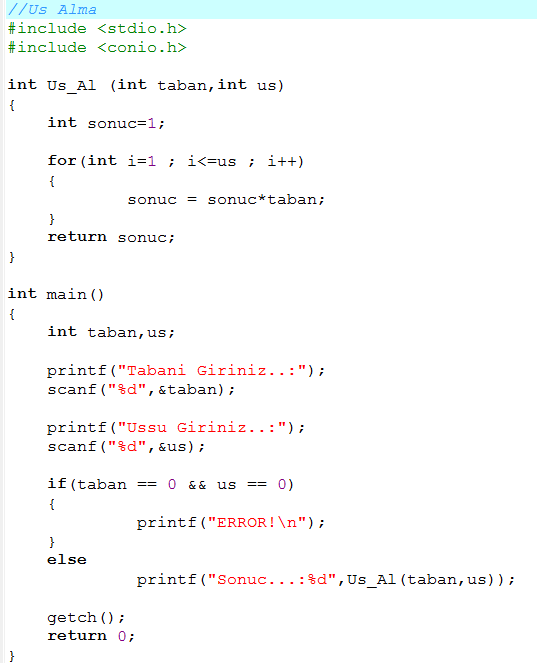 //Us Alma
#include <stdio.h>
#include <conio.h>
int Us_Al (int taban,int us)
{
int sonuc=1;
for(int i=1 ; i<=us ; i++)
{
sonuc = sonuc*taban;
}
return sonuc;
}
int main()
{
int taban,us;
printf("Tabani Giriniz..:");
scanf("%d",&taban);
printf("Ussu Giriniz..:");
scanf("%d",&us);
if(taban == 0 && us == 0)
{
printf("ERROR!\n");
}
else
printf("Sonuc...:%d",Us_Al(taban,us));
getch();
return 0;
}